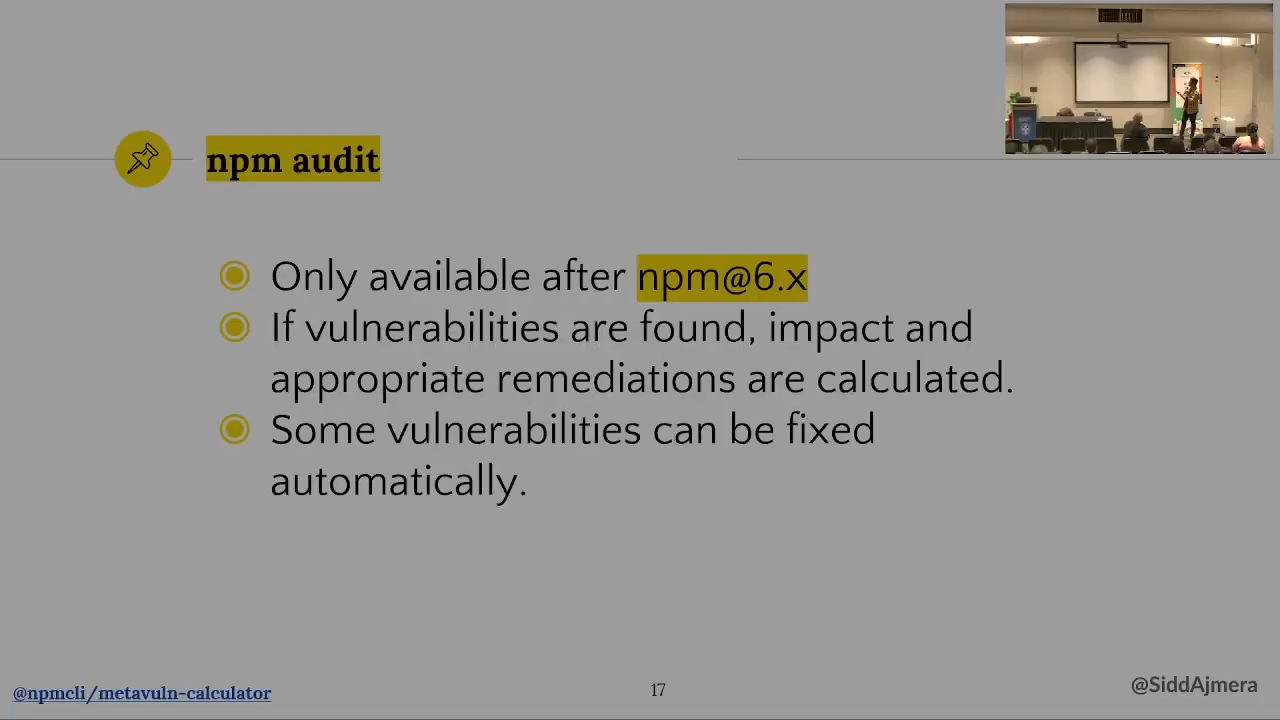 npm audit
Only available after npm@6.x
If vulnerabilities are found, impact and
appropriate remediations are calculated.
Some vulnerabilities can be fixed
automatically.
@npmcli/metavuln-calculator
17
@SiddAjmera